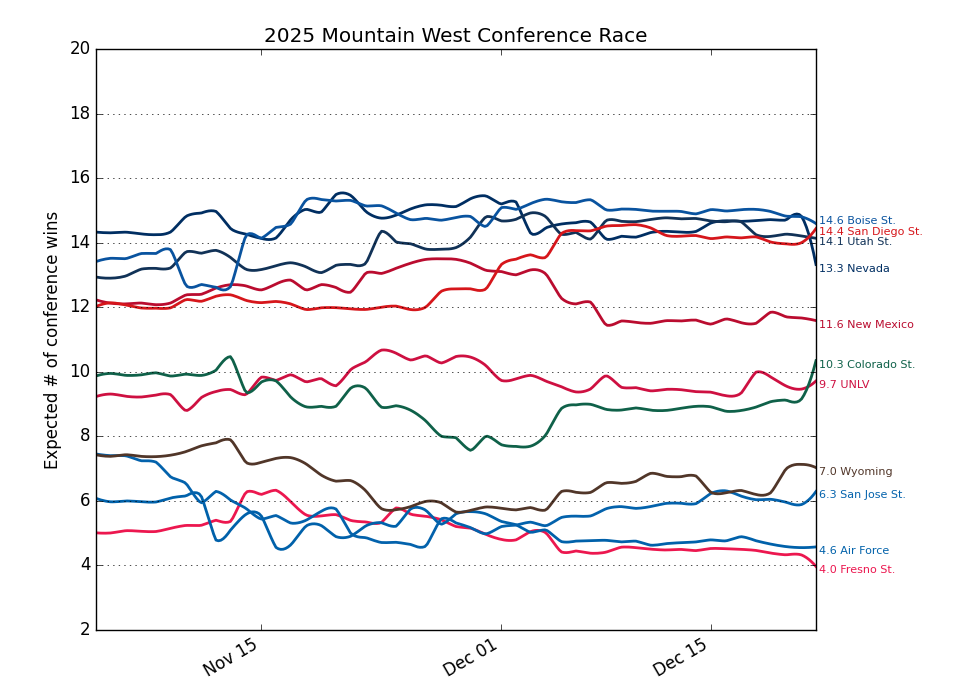 2025 Mountain West Conference Race
Expected # of conference wins
20
18
16
14
12
10
8
6
4
2
Nov 15
Dec 01
Dec 15
14.6 Boise St.
14.4 San Diego St.
14.1 Utah St.
13.3 Nevada
11.6 New Mexico
10.3 Colorado St.
9.7 UNLV
7.0 Wyoming
6.3 San Jose St.
4.6 Air Force
4.0 Fresno St.